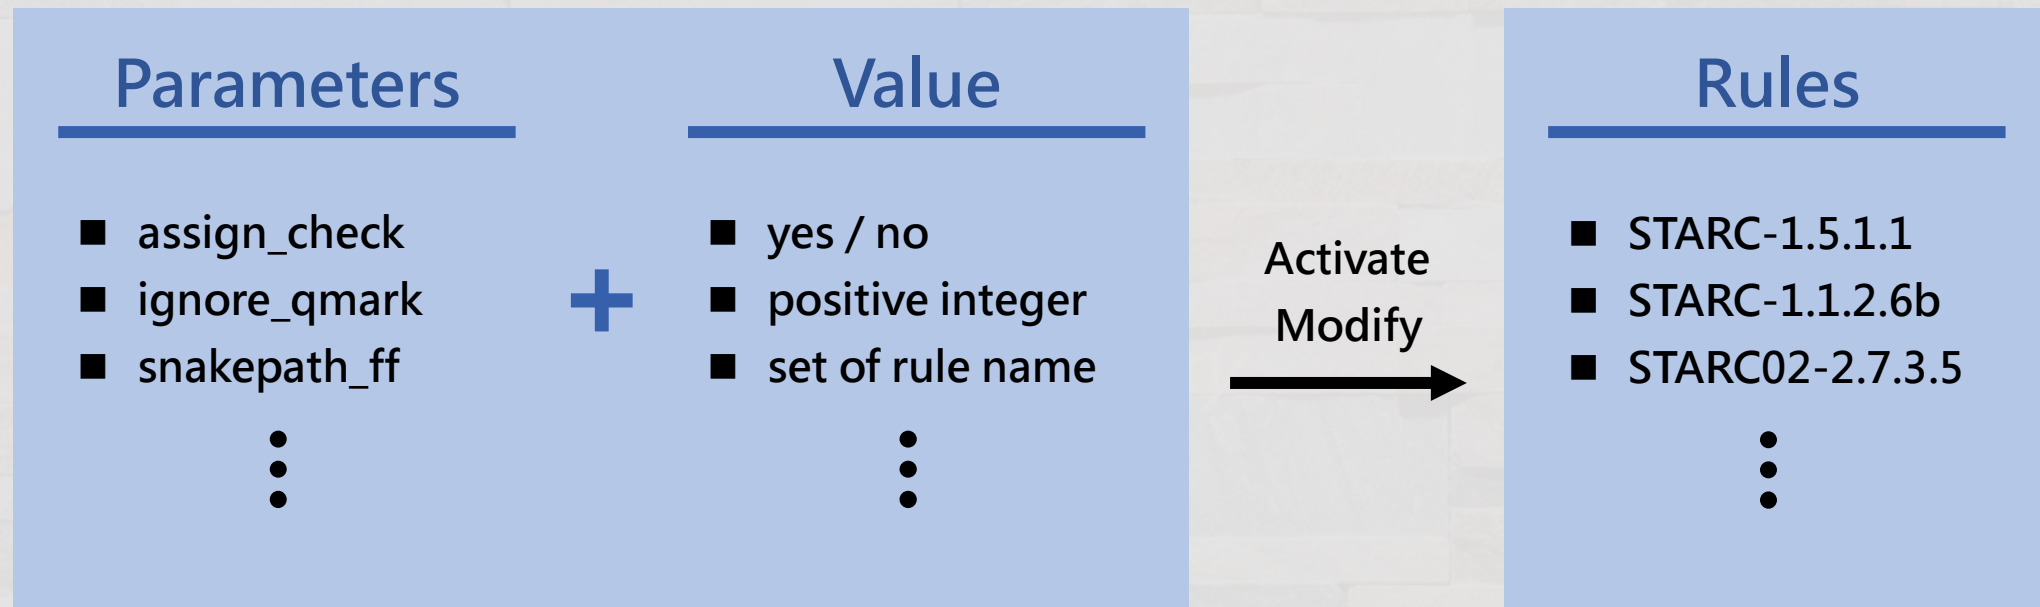 Parameters
assign_check
ignore_qmark
snakepath_ff
+
Value
yes / no
positive integer
set of rule name
Activate
Modify
Rules
STARC-1.5.1.1
STARC-1.1.2.6b
STARC02-2.7.3.5